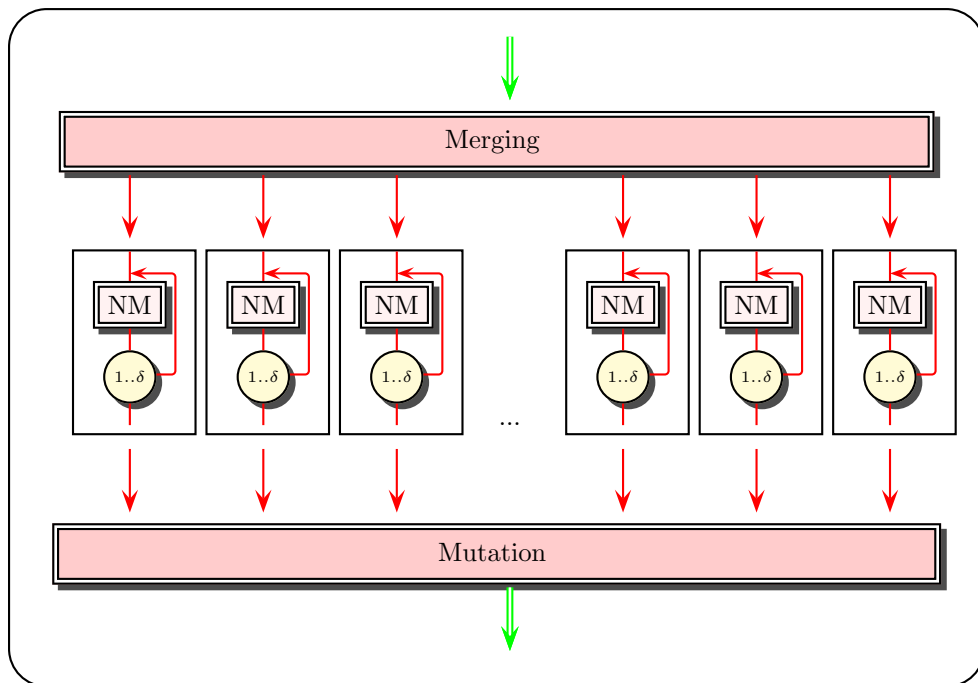 Merging
NM NM NM NM NM NM
1..δ 1..δ 1..δ 1..δ 1..δ 1..δ
...
Mutation